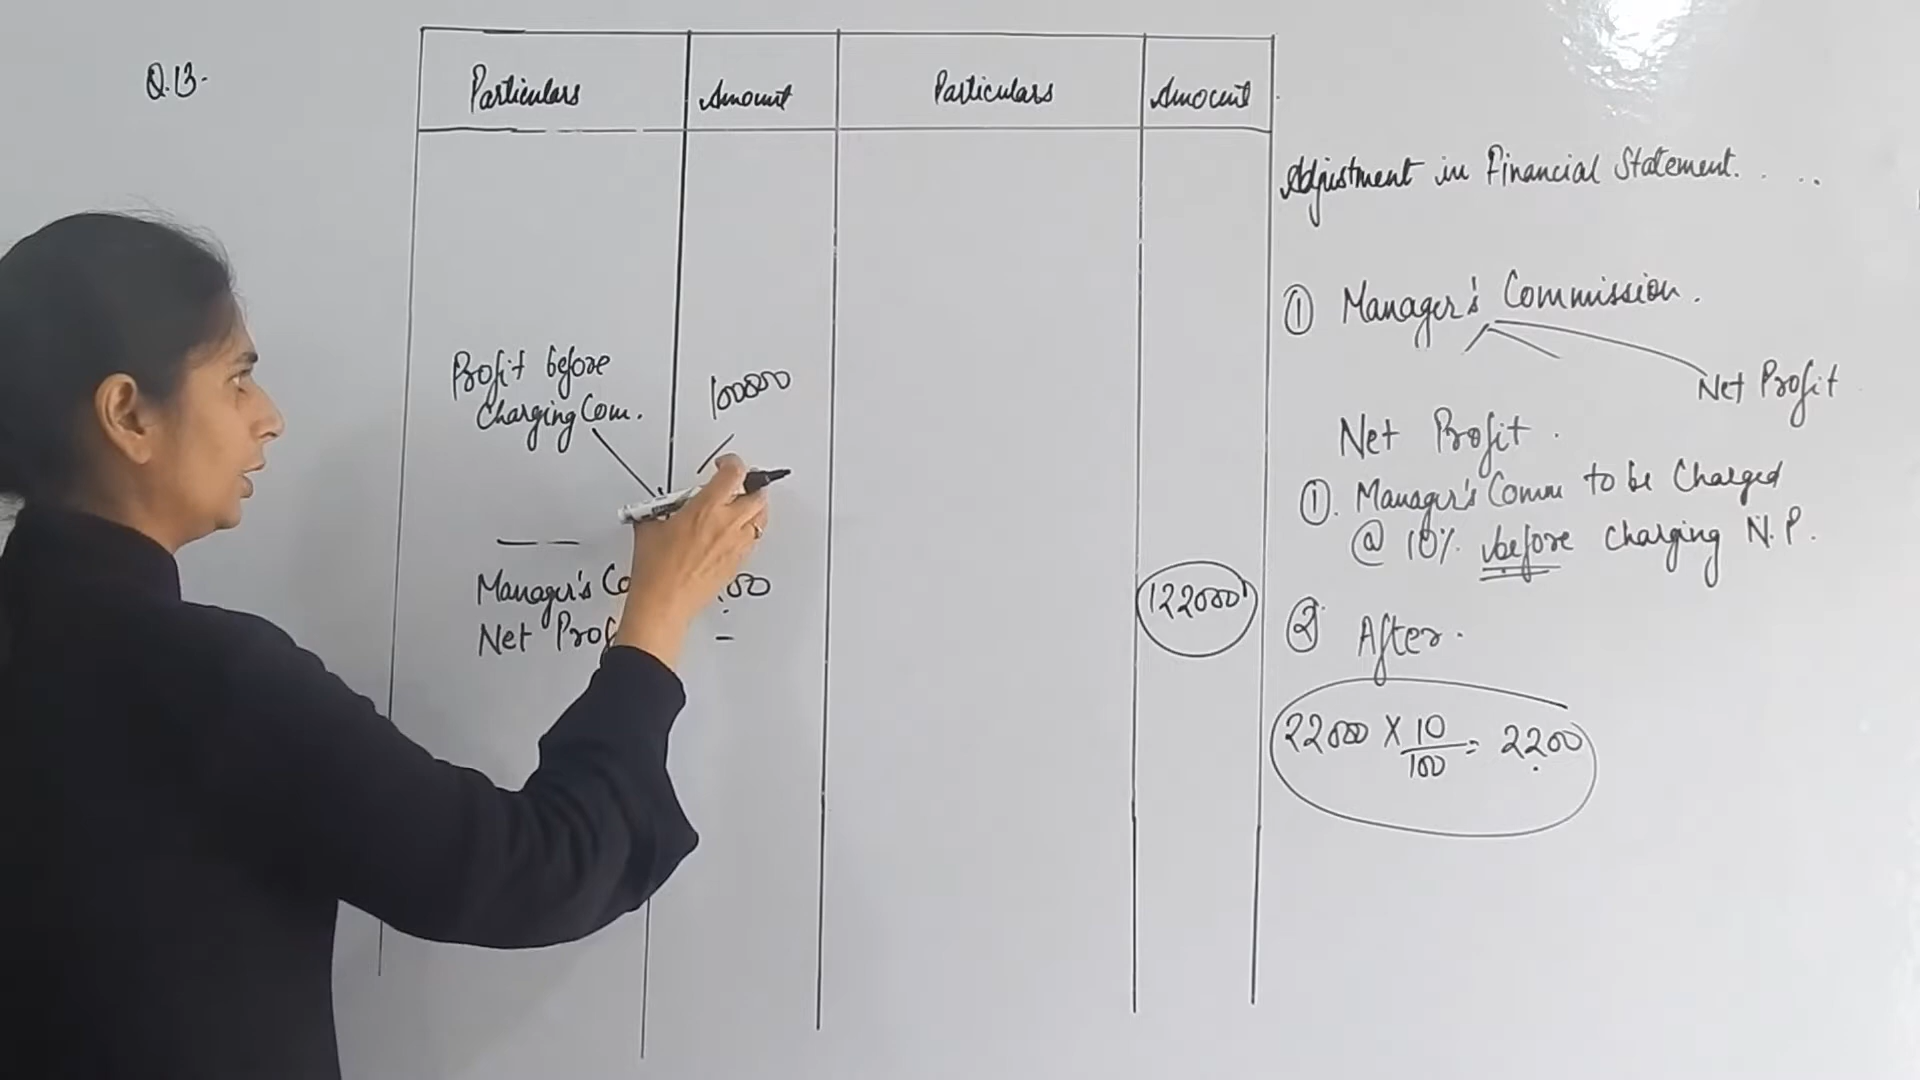 Q.13.
Particulars Amount Particulars Amount
Profit before
Charging Com. 100000
Manager's Co
Net Prof –
122000
Adjustment in Financial Statement. . ..
① Manager's Commission.
Net Profit
Net Profit.
①. Manager's Comm to be Charged
@ 10%. before charging N.P.
② After.
22000 X 10/100 = 2200